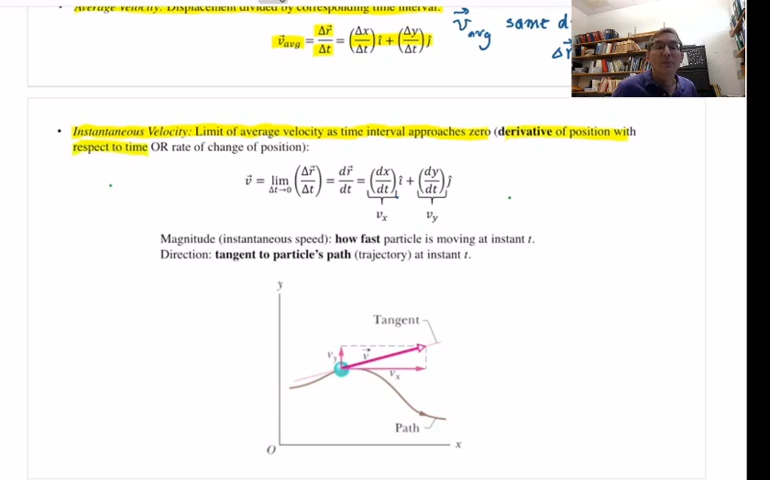 Average Velocity: Displacement divided by corresponding time interval.
v⃗avg = Δr⃗/Δt = (Δx/Δt) î + (Δy/Δt) ĵ
v⃗avg same d
Δr⃗
• Instantaneous Velocity: Limit of average velocity as time interval approaches zero (derivative of position with
respect to time OR rate of change of position):
v⃗ = lim Δt→0 (Δr⃗/Δt) = dr⃗/dt = (dx/dt) î + (dy/dt) ĵ
vx vy
Magnitude (instantaneous speed): how fast particle is moving at instant t.
Direction: tangent to particle's path (trajectory) at instant t.
y
Tangent
vy v⃗
vx
Path
O x